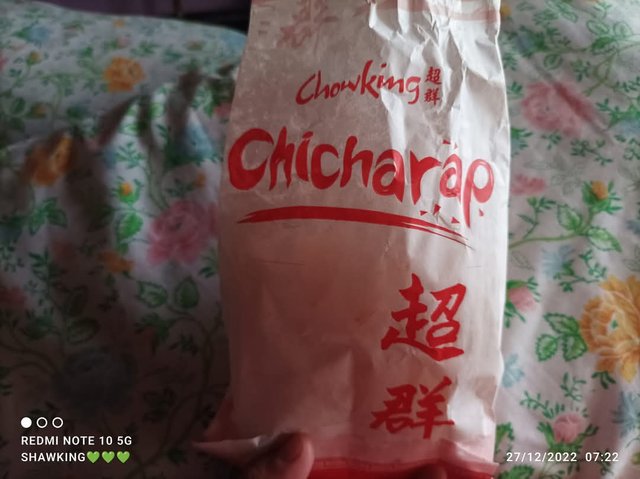 Chowking 超群
Chicharap
超
群
REDMI NOTE 10 5G
SHAWKING💚💚💚
27/12/2022 07:22